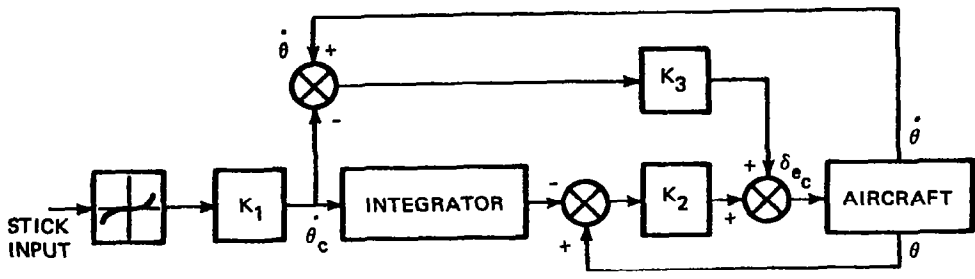 θ̇
+
-
K3
θ̇
STICK
INPUT
K1
θ̇c
INTEGRATOR
-
+
K2
+
+
δec
AIRCRAFT
θ